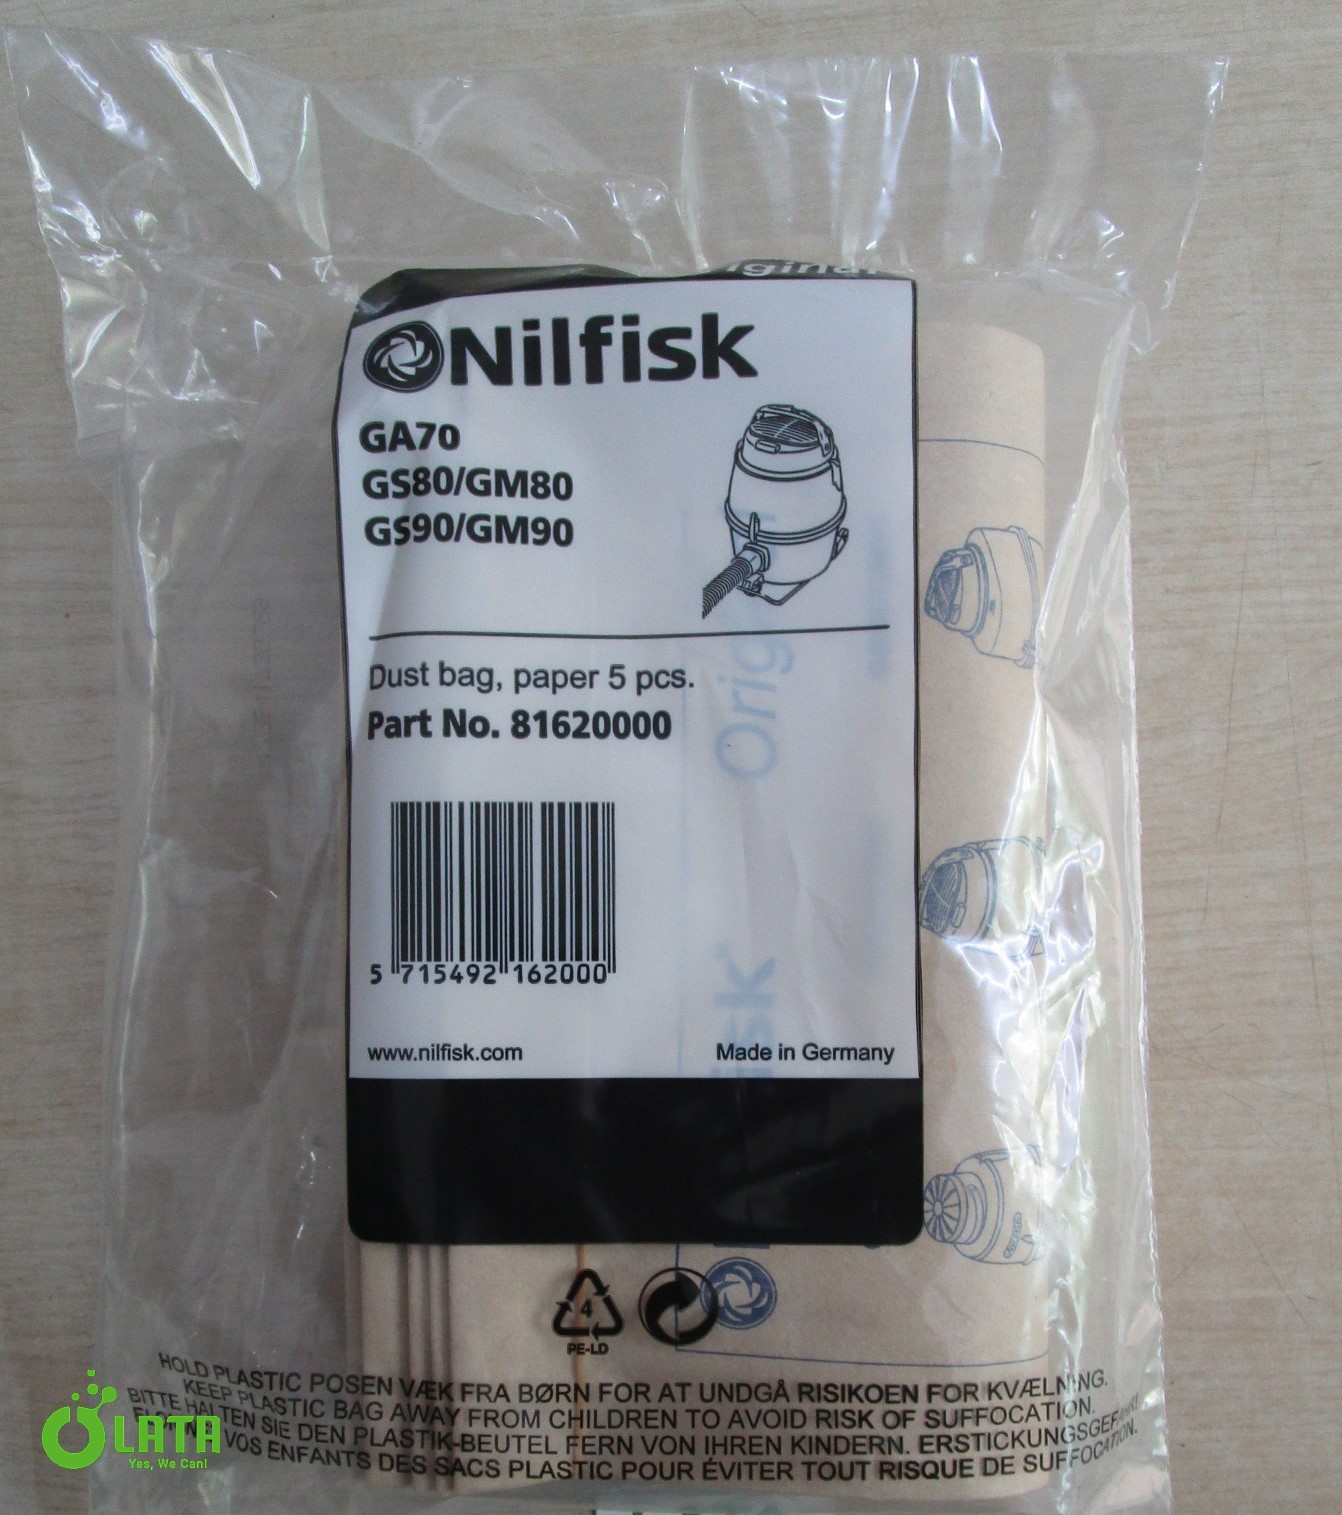 Nilfisk
GA70
GS80/GM80
GS90/GM90
Dust bag, paper 5 pcs.
Part No. 81620000
Orig
isk
5 715492 162000
www.nilfisk.com
Made in Germany
4
PE-LD
HOLD PLASTIC POSEN VÆK FRA BØRN FOR AT UNDGÅ RISIKOEN FOR KVÆLNING.
KEEP PLASTIC BAG AWAY FROM CHILDREN TO AVOID RISK OF SUFFOCATION.
BITTE HALTEN SIE DEN PLASTIK-BEUTEL FERN VON IHREN KINDERN. ERSTICKUNGSGEFAHR!
VOS ENFANTS DES SACS PLASTIC POUR ÉVITER TOUT RISQUE DE SUFFOCATION.
OLATA
Yes, We Can!